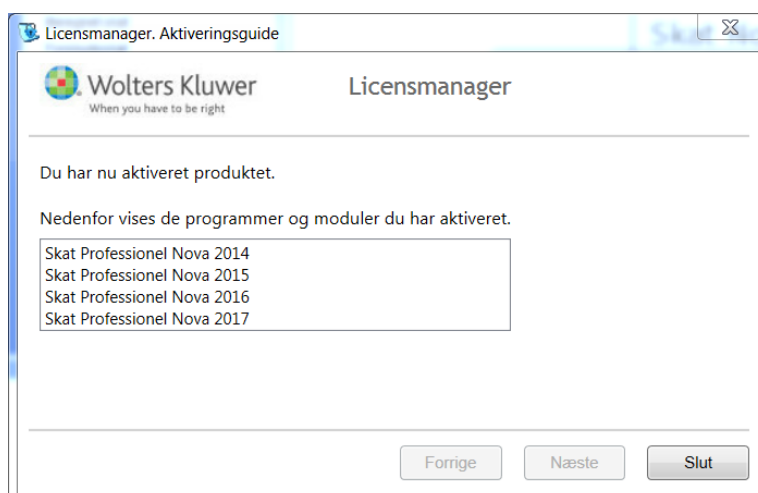 Licensmanager. Aktiveringsguide
Wolters Kluwer
When you have to be right
Licensmanager
Du har nu aktiveret produktet.
Nedenfor vises de programmer og moduler du har aktiveret.
Skat Professionel Nova 2014
Skat Professionel Nova 2015
Skat Professionel Nova 2016
Skat Professionel Nova 2017
Forrige
Næste
Slut